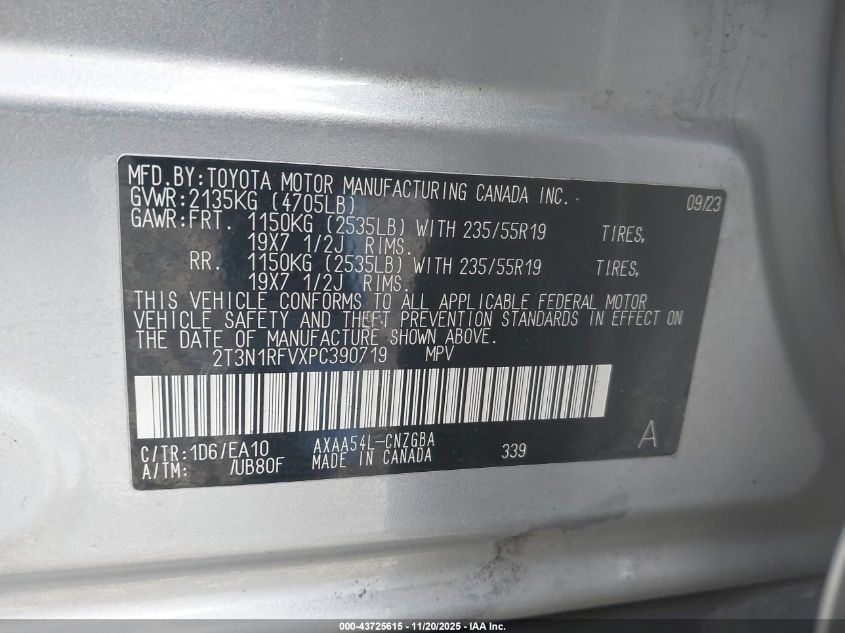 MFD.BY:TOYOTA MOTOR MANUFACTURING CANADA INC. 09/23
GVWR:2135KG (4705LB)
GAWR:FRT. 1150KG (2535LB) WITH 235/55R19 TIRES,
19X7 1/2J RIMS.
RR. 1150KG (2535LB) WITH 235/55R19 TIRES,
19X7 1/2J RIMS.
THIS VEHICLE CONFORMS TO ALL APPLICABLE FEDERAL MOTOR
VEHICLE SAFETY AND THEFT PREVENTION STANDARDS IN EFFECT ON
THE DATE OF MANUFACTURE SHOWN ABOVE.
2T3N1RFVXPC390719 MPV
C/TR:1D6/EA10 AXAA54L-CNZGBA
A/TM: /UB80F MADE IN CANADA 339 A
000-43725615 - 11/20/2025 - IAA Inc.